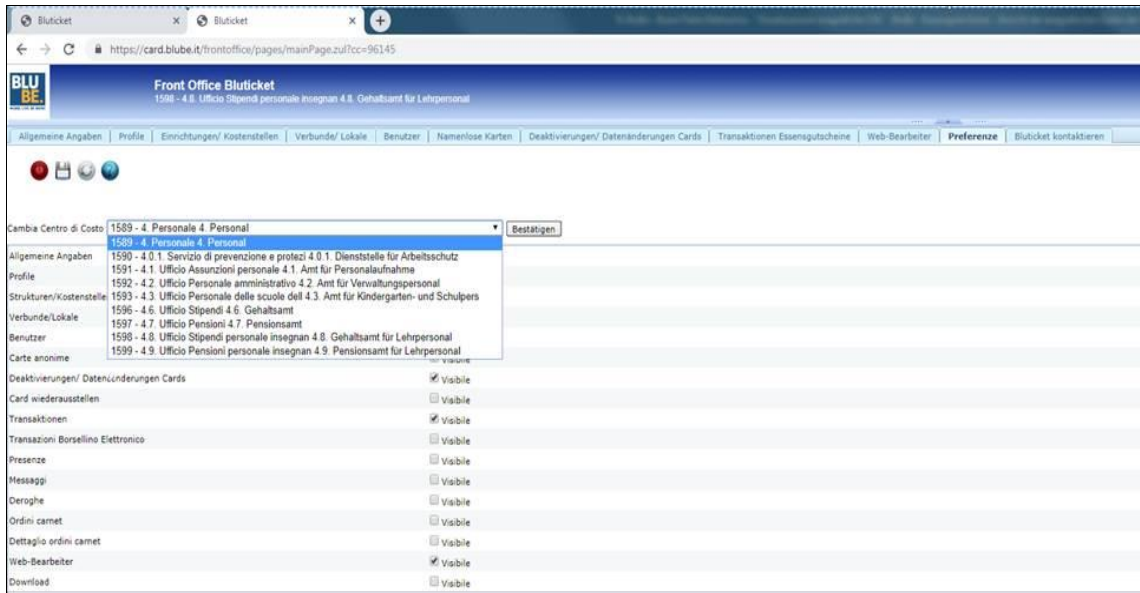 Bluticket × Bluticket ×
https://card.blube.it/frontoffice/pages/mainPage.zul?cc=96145
BLU
BE.
Front Office Bluticket
1598 - 4.8. Ufficio Stipendi personale insegnan 4.8. Gehaltsamt für Lehrpersonal
Allgemeine Angaben Profile Einrichtungen/ Kostenstellen Verbunde/ Lokale Benutzer Namenlose Karten Deaktivierungen/ Datenänderungen Cards Transaktionen Essensgutscheine Web-Bearbeiter Preferenze Bluticket kontaktieren
Cambia Centro di Costo 1589 - 4. Personale 4. Personal Bestätigen
1589 - 4. Personale 4. Personal
Allgemeine Angaben 1590 - 4.0.1. Servizio di prevenzione e protezi 4.0.1. Dienststelle für Arbeitsschutz
1591 - 4.1. Ufficio Assunzioni personale 4.1. Amt für Personalaufnahme
Profile
1592 - 4.2. Ufficio Personale amministrativo 4.2. Amt für Verwaltungspersonal
Strukturen/Kostenstelle 1593 - 4.3. Ufficio Personale delle scuole dell 4.3. Amt für Kindergarten- und Schulpers
1596 - 4.6. Ufficio Stipendi 4.6. Gehaltsamt
Verbunde/Lokale
1597 - 4.7. Ufficio Pensioni 4.7. Pensionsamt
Benutzer 1598 - 4.8. Ufficio Stipendi personale insegnan 4.8. Gehaltsamt für Lehrpersonal
1599 - 4.9. Ufficio Pensioni personale insegnan 4.9. Pensionsamt für Lehrpersonal
Carte anonime Visibile
Deaktivierungen/ Datenänderungen Cards Visibile
Card wiederausstellen Visibile
Transaktionen Visibile
Transazioni Borsellino Elettronico Visibile
Presenze Visibile
Messaggi Visibile
Deroghe Visibile
Ordini carnet Visibile
Dettaglio ordini carnet Visibile
Web-Bearbeiter Visibile
Download Visibile